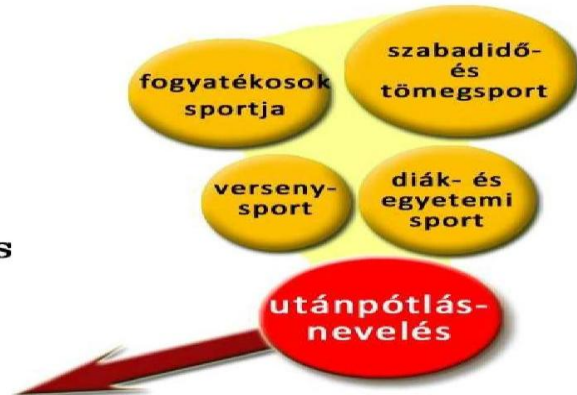 szabadidő-
és
tömegsport
fogyatékosok
sportja
verseny-
sport
diák- és
egyetemi
sport
s
utánpótlás-
nevelés